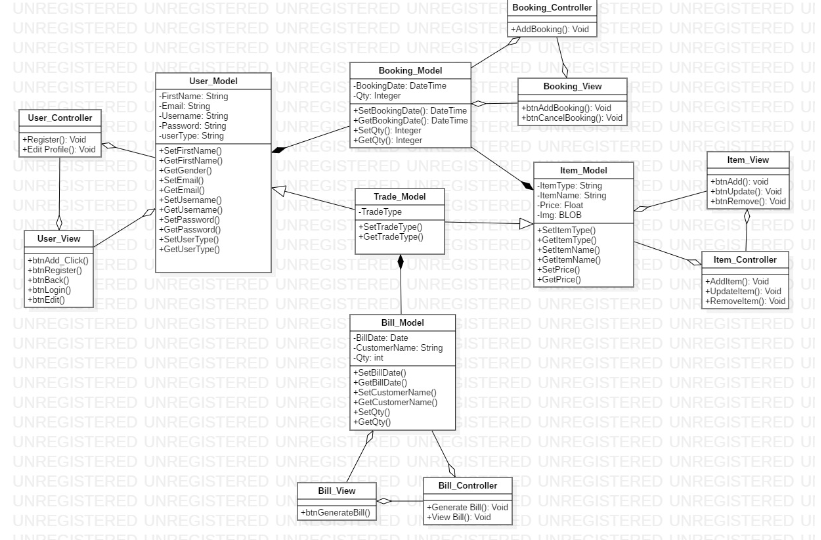 Booking_Controller
+AddBooking(): Void
Booking_Model
-BookingDate: DateTime
-Qty: Integer
+SetBookingDate(): DateTime
+GetBookingDate(): DateTime
+SetQty(): Integer
+GetQty(): Integer
Booking_View
+btnAddBooking(): Void
+btnCancelBooking(): Void
User_Model
-FirstName: String
-Email: String
-Username: String
-Password: String
-userType: String
+SetFirstName()
+GetFirstName()
+GetGender()
+SetEmail()
+GetEmail()
+SetUsername()
+GetUsername()
+SetPassword()
+GetPassword()
+SetUserType()
+GetUserType()
User_Controller
+Register(): Void
+Edit Profile(): Void
User_View
+btnAdd_Click()
+btnRegister()
+btnBack()
+btnLogin()
+btnEdit()
Trade_Model
-TradeType
+SetTradeType()
+GetTradeType()
Item_Model
-ItemType: String
-ItemName: String
-Price: Float
-Img: BLOB
+SetItemType()
+GetItemType()
+SetItemName()
+GetItemName()
+SetPrice()
+GetPrice()
Item_View
+btnAdd(): void
+btnUpdate(): Void
+btnRemove(): Void
Item_Controller
+AddItem(): Void
+UpdateItem(): Void
+RemoveItem(): Void
Bill_Model
-BillDate: Date
-CustomerName: String
-Qty: int
+SetBillDate()
+GetBillDate()
+SetCustomerName()
+GetCustomerName()
+SetQty()
+GetQty()
Bill_View
+btnGenerateBill()
Bill_Controller
+Generate Bill(): Void
+View Bill(): Void
UNREGISTERED